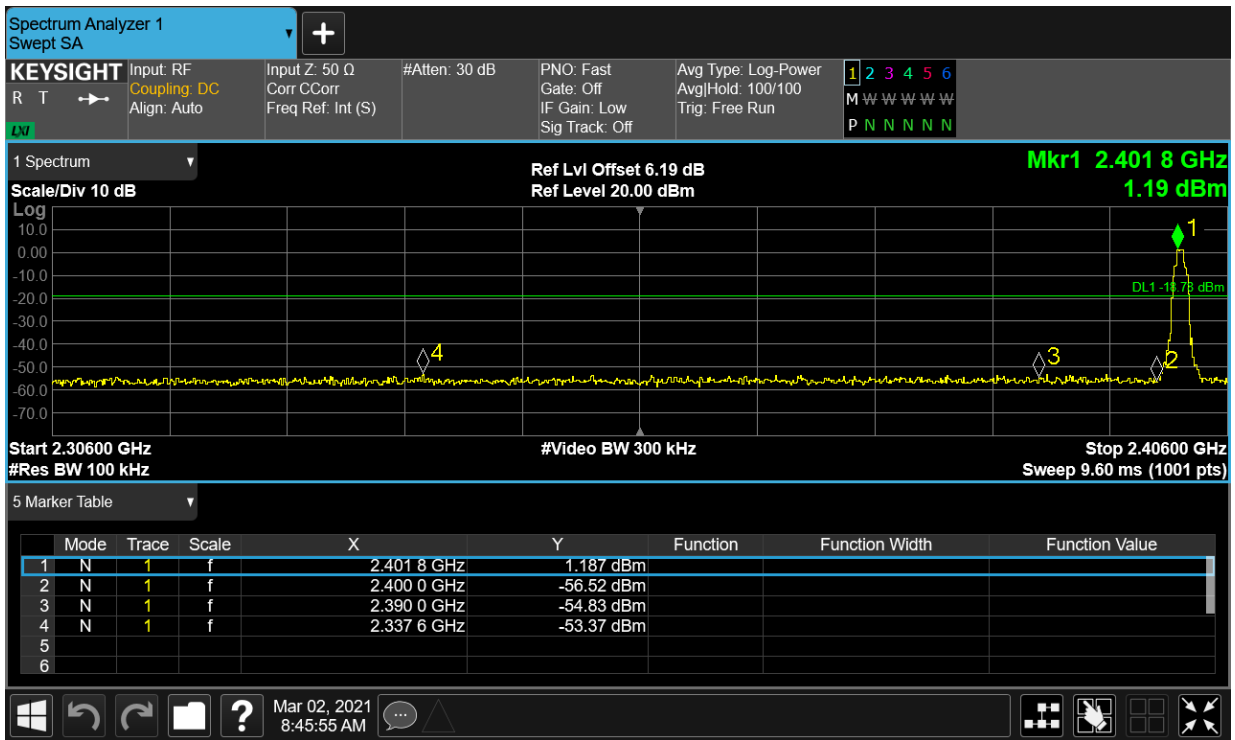 Spectrum Analyzer 1
Swept SA
+
KEYSIGHT Input: RF Input Z: 50 Ω #Atten: 30 dB PNO: Fast Avg Type: Log-Power 1 2 3 4 5 6
R T Coupling: DC Corr CCorr Gate: Off Avg|Hold: 100/100 M W W W W W W
Align: Auto Freq Ref: Int (S) IF Gain: Low Trig: Free Run
LXI Sig Track: Off P N N N N N N
1 Spectrum Ref Lvl Offset 6.19 dB Mkr1 2.401 8 GHz
Scale/Div 10 dB Ref Level 20.00 dBm 1.19 dBm
Log
10.0 1
0.00
-10.0
DL1 -18.78 dBm
-20.0
-30.0
-40.0
4 3 2
-50.0
-60.0
-70.0
Start 2.30600 GHz #Video BW 300 kHz Stop 2.40600 GHz
#Res BW 100 kHz Sweep 9.60 ms (1001 pts)
5 Marker Table
Mode Trace Scale X Y Function Function Width Function Value
1 N 1 f 2.401 8 GHz 1.187 dBm
2 N 1 f 2.400 0 GHz -56.52 dBm
3 N 1 f 2.390 0 GHz -54.83 dBm
4 N 1 f 2.337 6 GHz -53.37 dBm
5
6
? Mar 02, 2021
8:45:55 AM